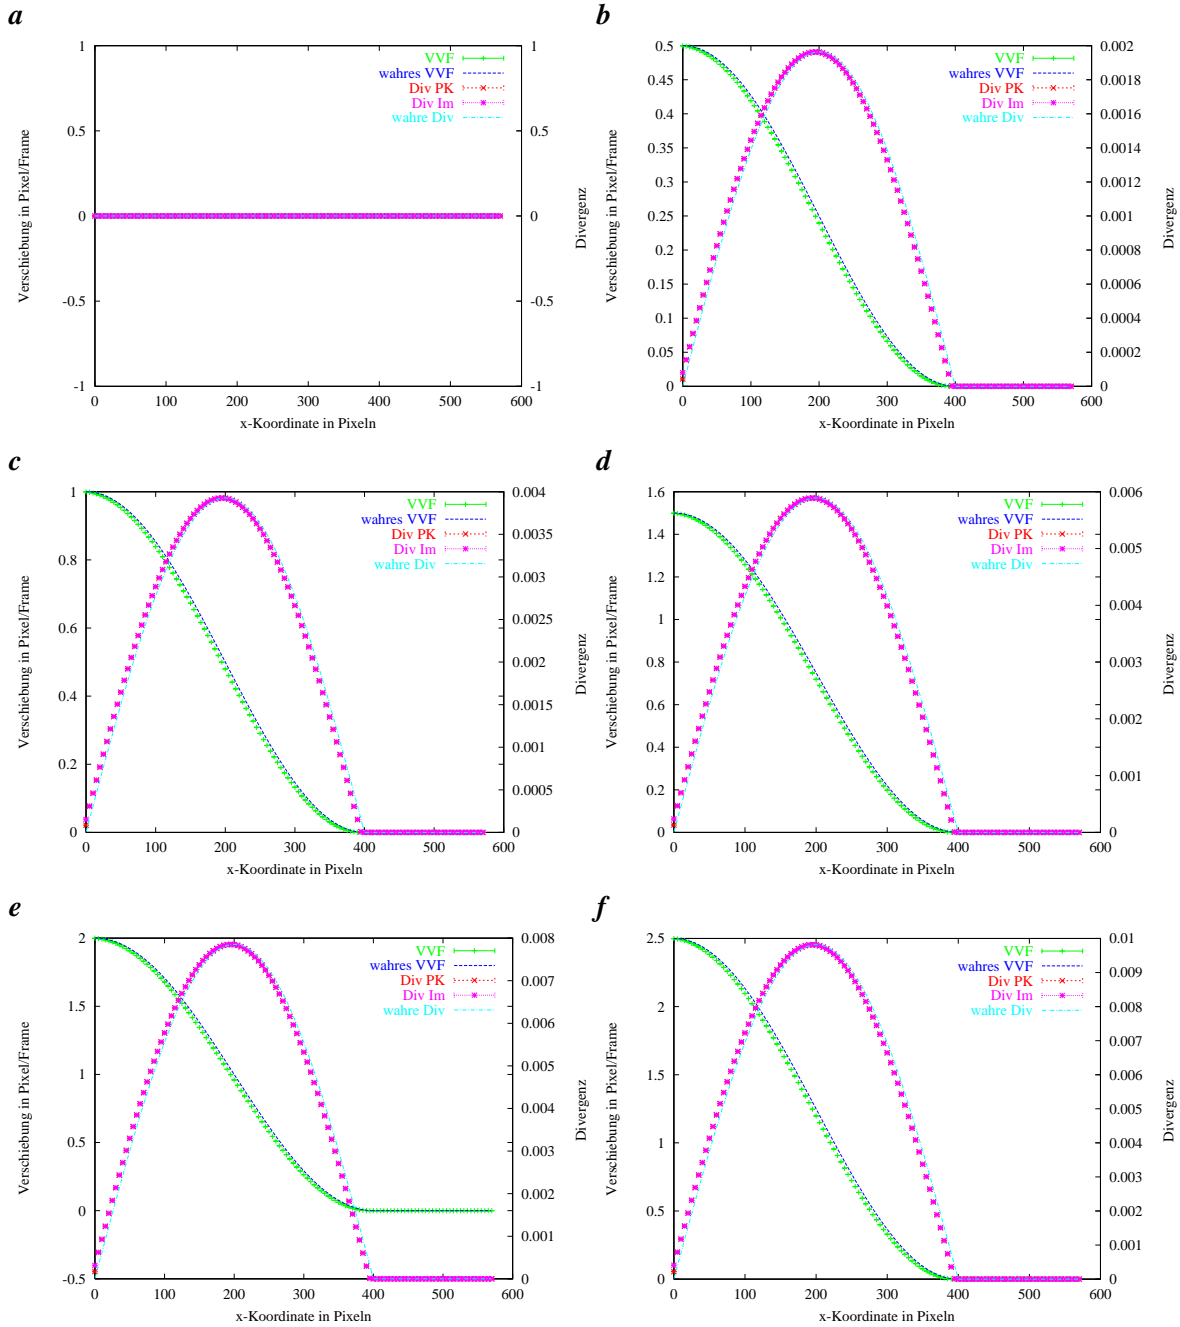 a
1
0.5
0
-0.5
-1
1
0.5
0
-0.5
-1
0
100
200
300
400
500
600
VVF
wahres VVF
Div PK
Div Im
wahre Div
Verschiebung in Pixel/Frame
Divergenz
x-Koordinate in Pixeln
b
0.5
0.45
0.4
0.35
0.3
0.25
0.2
0.15
0.1
0.05
0
0.002
0.0018
0.0016
0.0014
0.0012
0.001
0.0008
0.0006
0.0004
0.0002
0
0
100
200
300
400
500
600
VVF
wahres VVF
Div PK
Div Im
wahre Div
Verschiebung in Pixel/Frame
Divergenz
x-Koordinate in Pixeln
c
1
0.8
0.6
0.4
0.2
0
0.004
0.0035
0.003
0.0025
0.002
0.0015
0.001
0.0005
0
0
100
200
300
400
500
600
VVF
wahres VVF
Div PK
Div Im
wahre Div
Verschiebung in Pixel/Frame
Divergenz
x-Koordinate in Pixeln
d
1.6
1.4
1.2
1
1.8
1.6
0.4
0.2
0
0.006
0.005
0.004
0.003
0.002
0.001
0
0
100
200
300
400
500
600
VVF
wahres VVF
Div PK
Div Im
wahre Div
Verschiebung in Pixel/Frame
Divergenz
x-Koordinate in Pixeln
e
2
1.5
1
0.5
0
-0.5
0.008
0.007
0.006
0.005
0.004
0.003
0.002
0.001
0
0
100
200
300
400
500
600
VVF
wahres VVF
Div PK
Div Im
wahre Div
Verschiebung in Pixel/Frame
Divergenz
x-Koordinate in Pixeln
f
2.5
2
1.5
1
0.5
0
0.01
0.009
0.008
0.007
0.006
0.005
0.004
0.003
0.002
0.001
0
0
100
200
300
400
500
600
VVF
wahres VVF
Div PK
Div Im
wahre Div
Verschiebung in Pixel/Frame
Divergenz
x-Koordinate in Pixeln